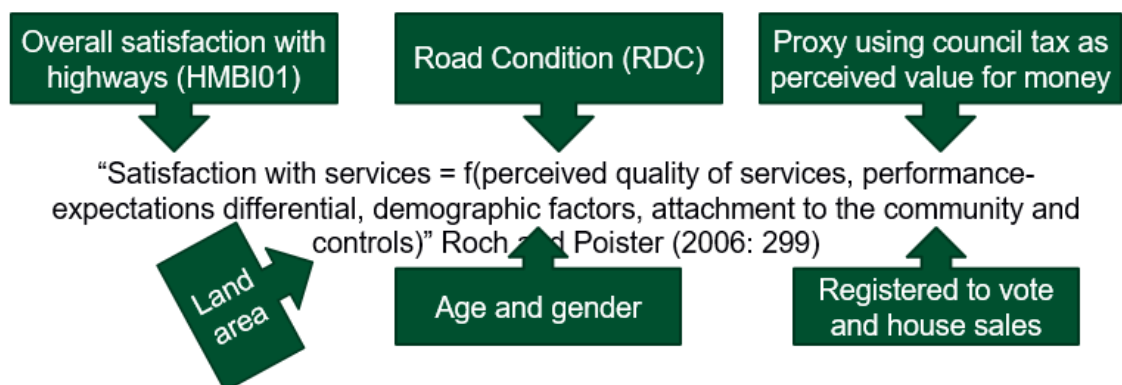 Overall satisfaction with
highways (HMBI01)
Road Condition (RDC)
Proxy using council tax as
perceived value for money
“Satisfaction with services = f(perceived quality of services, performance-
expectations differential, demographic factors, attachment to the community and
controls)” Roch and Poister (2006: 299)
Land
area
Age and gender
Registered to vote
and house sales